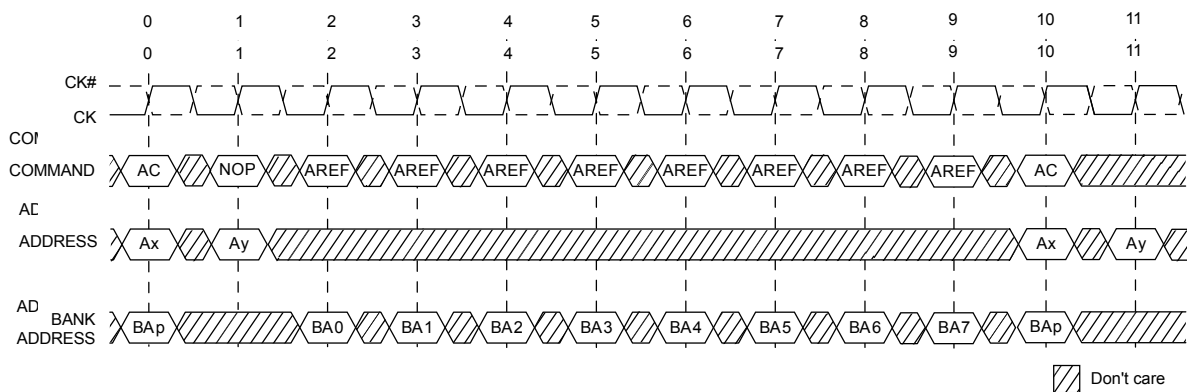 0 1 2 3 4 5 6 7 8 9 10 11
0 1 2 3 4 5 6 7 8 9 10 11
CK#
CK
COMMAND AC NOP AREF AREF AREF AREF AREF AREF AREF AREF AC
AD
ADDRESS Ax Ay Ax Ay
AD
BANK
ADDRESS BAp BA0 BA1 BA2 BA3 BA4 BA5 BA6 BA7 BAp
Don't care